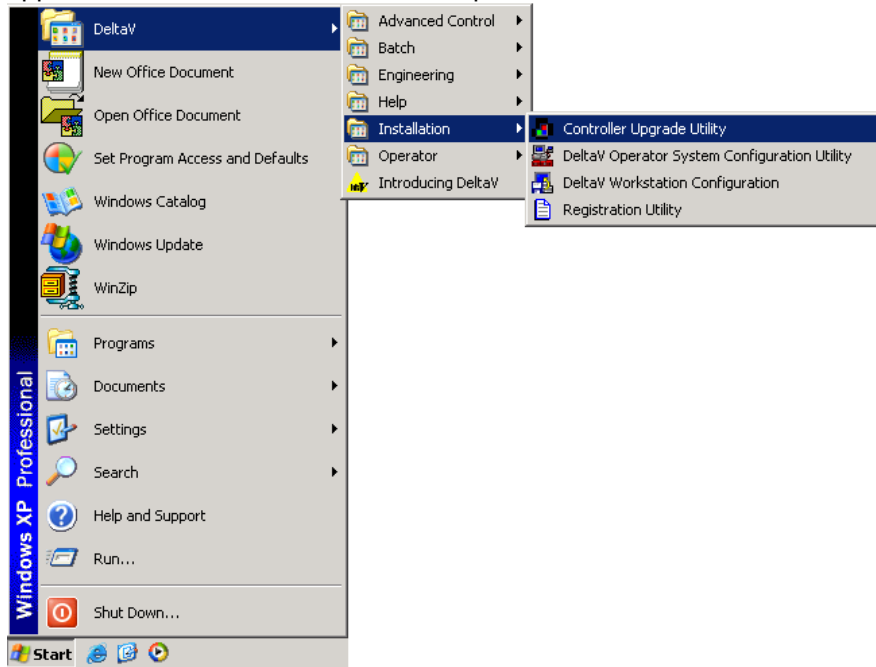 DeltaV
New Office Document
Open Office Document
Set Program Access and Defaults
Windows Catalog
Windows Update
WinZip
Programs
Documents
Settings
Search
Help and Support
Run...
Shut Down...
Windows XP Professional
Start
Advanced Control
Batch
Engineering
Help
Installation
Operator
Introducing DeltaV
Controller Upgrade Utility
DeltaV Operator System Configuration Utility
DeltaV Workstation Configuration
Registration Utility